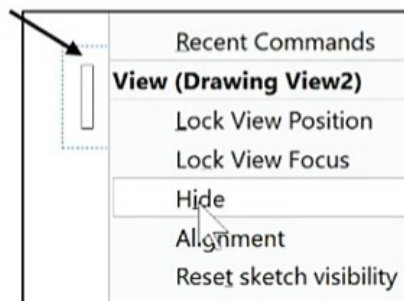 Recent Commands
View (Drawing View2)
Lock View Position
Lock View Focus
Hide
Alignment
Reset sketch visibility